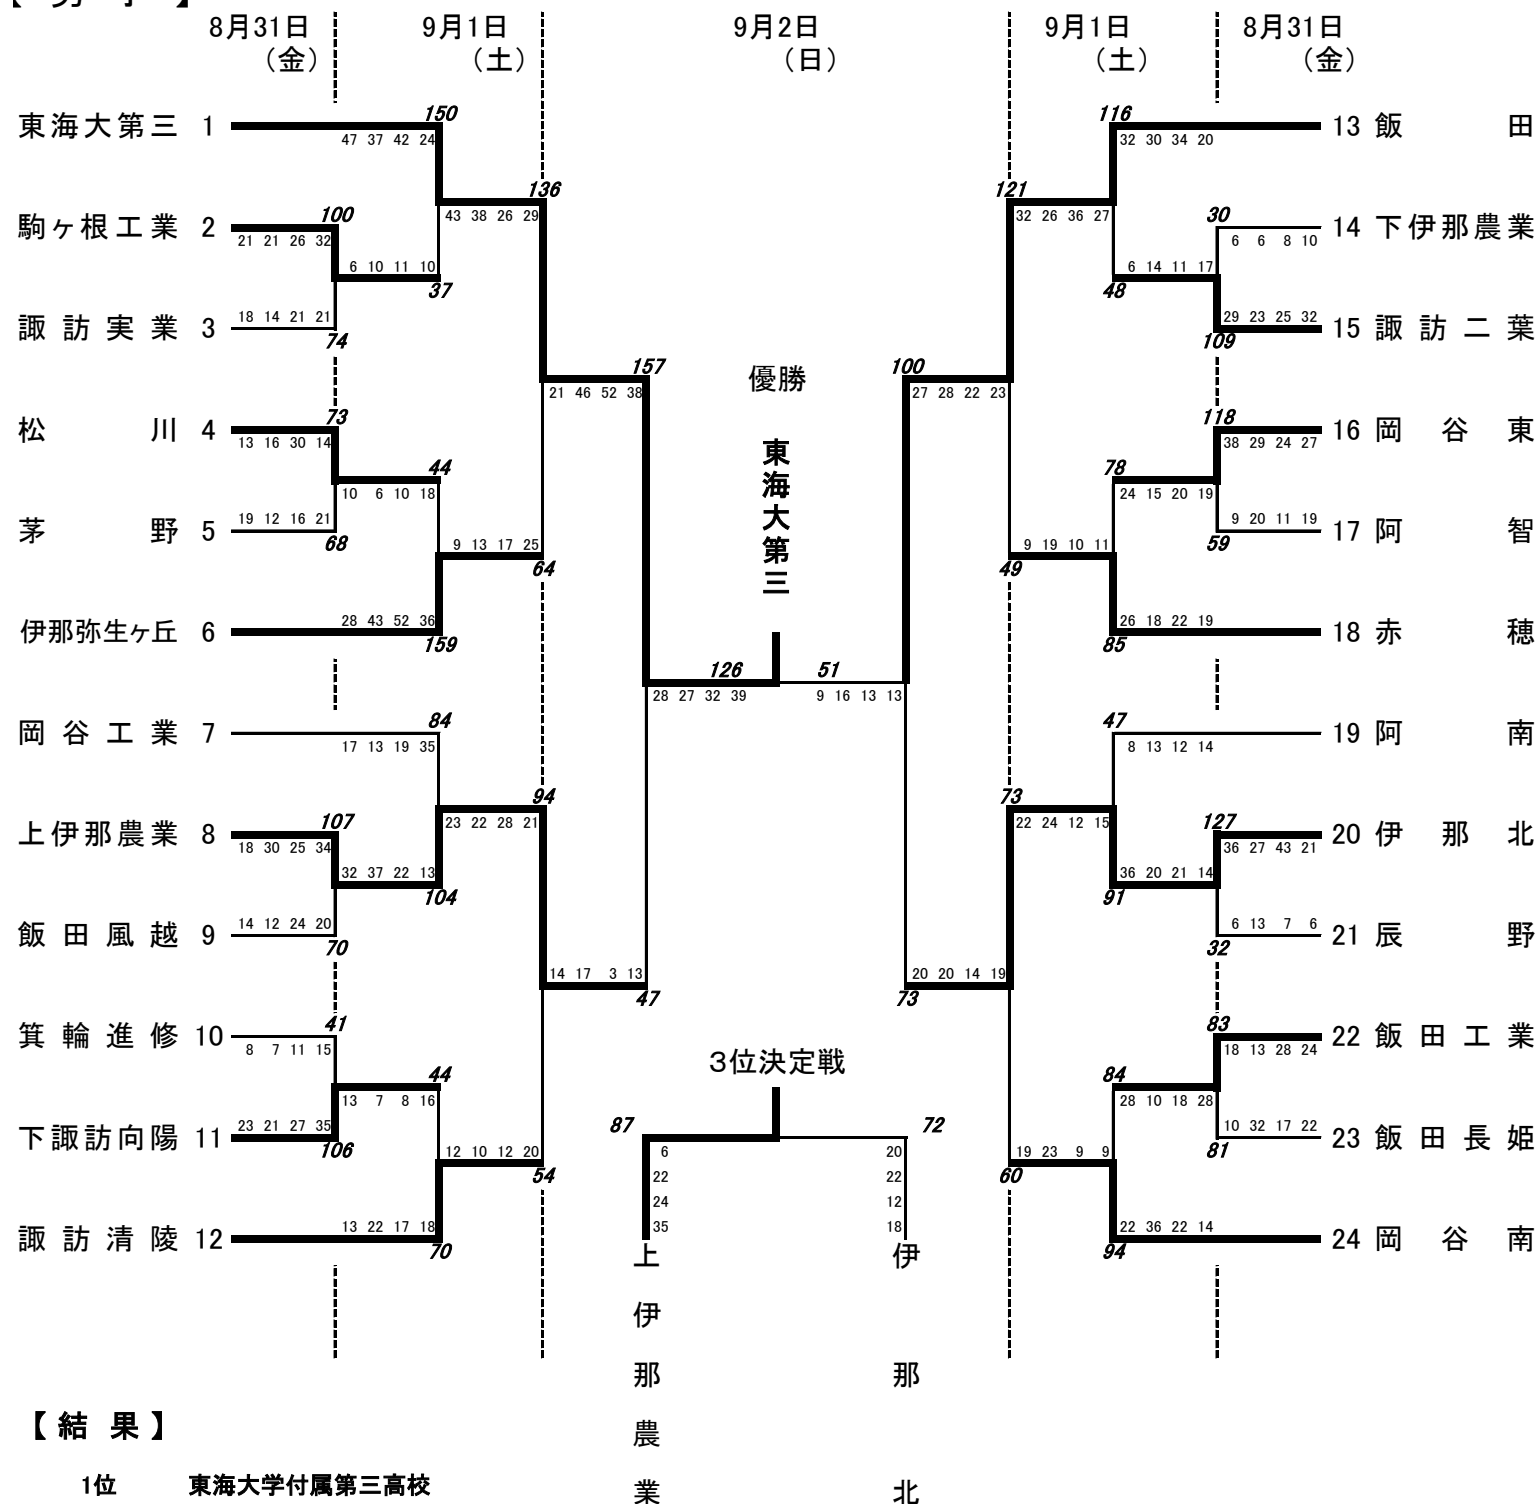 【 男 子 】
8月31日 9月1日 9月2日 9月1日 8月31日
（金） （土） （日） （土） （金）
150 116
東海大第三 1 13 飯田
47 37 42 24 32 30 34 20
136 121
43 38 26 29 32 26 36 27
100 30
駒ヶ根工業 2 14 下伊那農業
21 21 26 32 6 6 8 10
6 10 11 10 6 14 11 17
37 48
18 14 21 21 29 23 25 32
諏訪実業 3 15 諏訪二葉
74 109
157 優勝 100
21 46 52 38 27 28 22 23
73 118
松川 4 16 岡谷東
13 16 30 14 38 29 24 27
東海大第三
44 78
10 6 10 18 24 15 20 19
19 12 16 21 9 20 11 19
茅野 5 17 阿智
68 59
9 13 17 25 9 19 10 11
64 49
28 43 52 36 26 18 22 19
伊那弥生ヶ丘 6 18 赤穂
159 85
126 51
28 27 32 39 9 16 13 13
84 47
岡谷工業 7 19 阿南
17 13 19 35 8 13 12 14
94 73
23 22 28 21 22 24 12 15
107 127
上伊那農業 8 20 伊那北
18 30 25 34 36 27 43 21
32 37 22 13 36 20 21 14
104 91
14 12 24 20 6 13 7 6
飯田風越 9 21 辰野
70 32
14 17 3 13 20 20 14 19
47 73
41 83
箕輪進修 10 22 飯田工業
8 7 11 15 18 13 28 24
3位決定戦
44 84
13 7 8 16 28 10 18 28
23 21 27 35 10 32 17 22
下諏訪向陽 11 23 飯田長姫
106 81
87 72
6 20
22 22
24 12
35 18
12 10 12 20 19 23 9 9
54 60
13 22 17 18 22 36 22 14
諏訪清陵 12 24 岡谷南
70 94
上伊那農業 伊那北
【 結 果 】
1位 東海大学付属第三高校